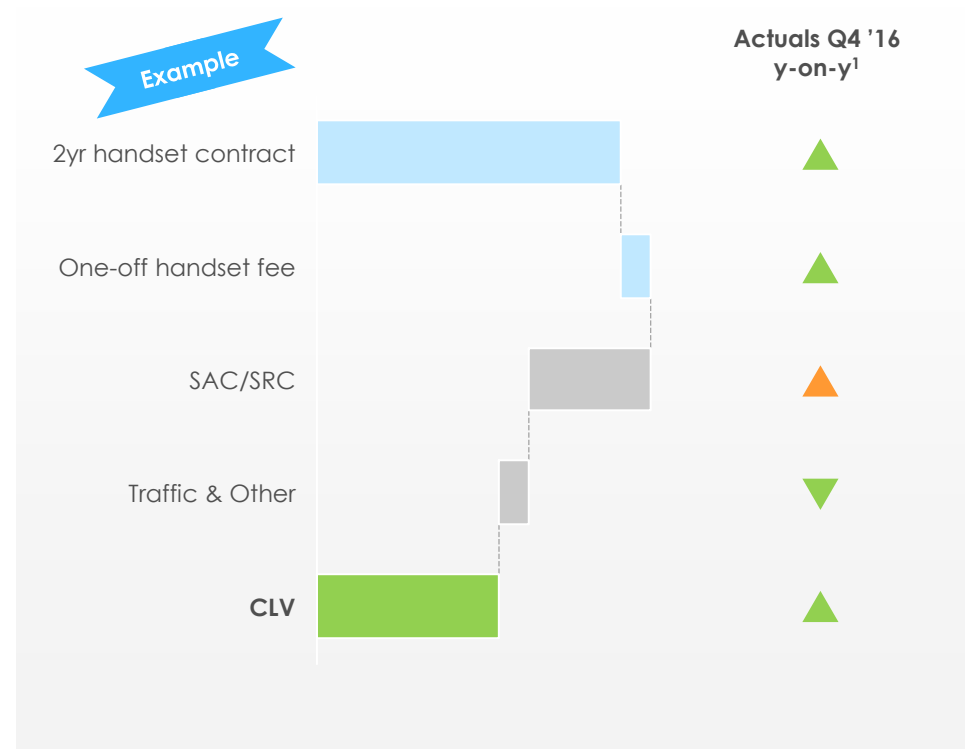 Example
Actuals Q4 ’16
y-on-y¹
2yr handset contract
One-off handset fee
SAC/SRC
Traffic & Other
CLV